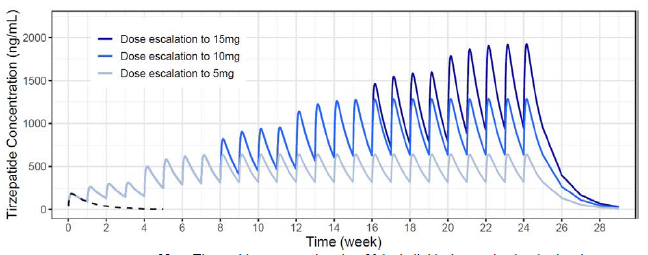 Tirzepatide Concentration (ng/mL)
2000
1500
1000
500
0
Dose escalation to 15mg
Dose escalation to 10mg
Dose escalation to 5mg
0 2 4 6 8 10 12 14 16 18 20 22 24 26 28
Time (week)